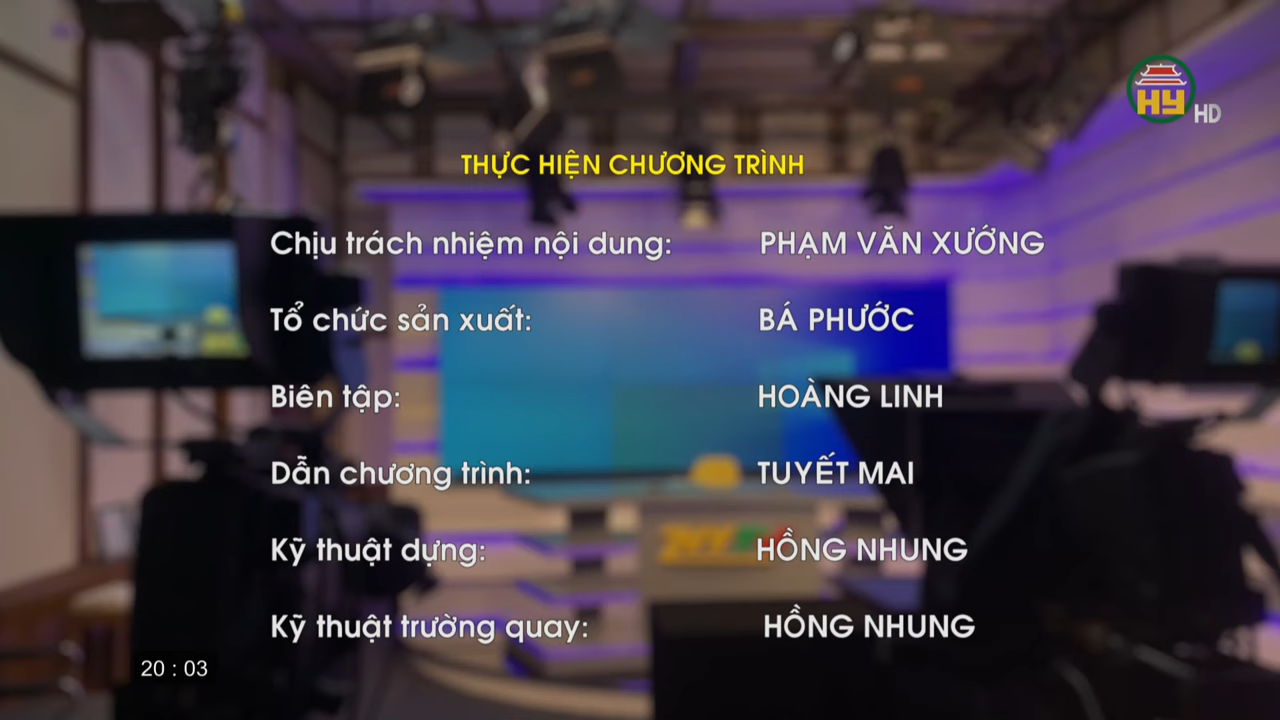 HY HD
THỰC HIỆN CHƯƠNG TRÌNH
Chịu trách nhiệm nội dung: PHẠM VĂN XƯỚNG
Tổ chức sản xuất: BÁ PHƯỚC
Biên tập: HOÀNG LINH
Dẫn chương trình: TUYẾT MAI
Kỹ thuật dựng: HỒNG NHUNG
Kỹ thuật trường quay: HỒNG NHUNG
20 : 03